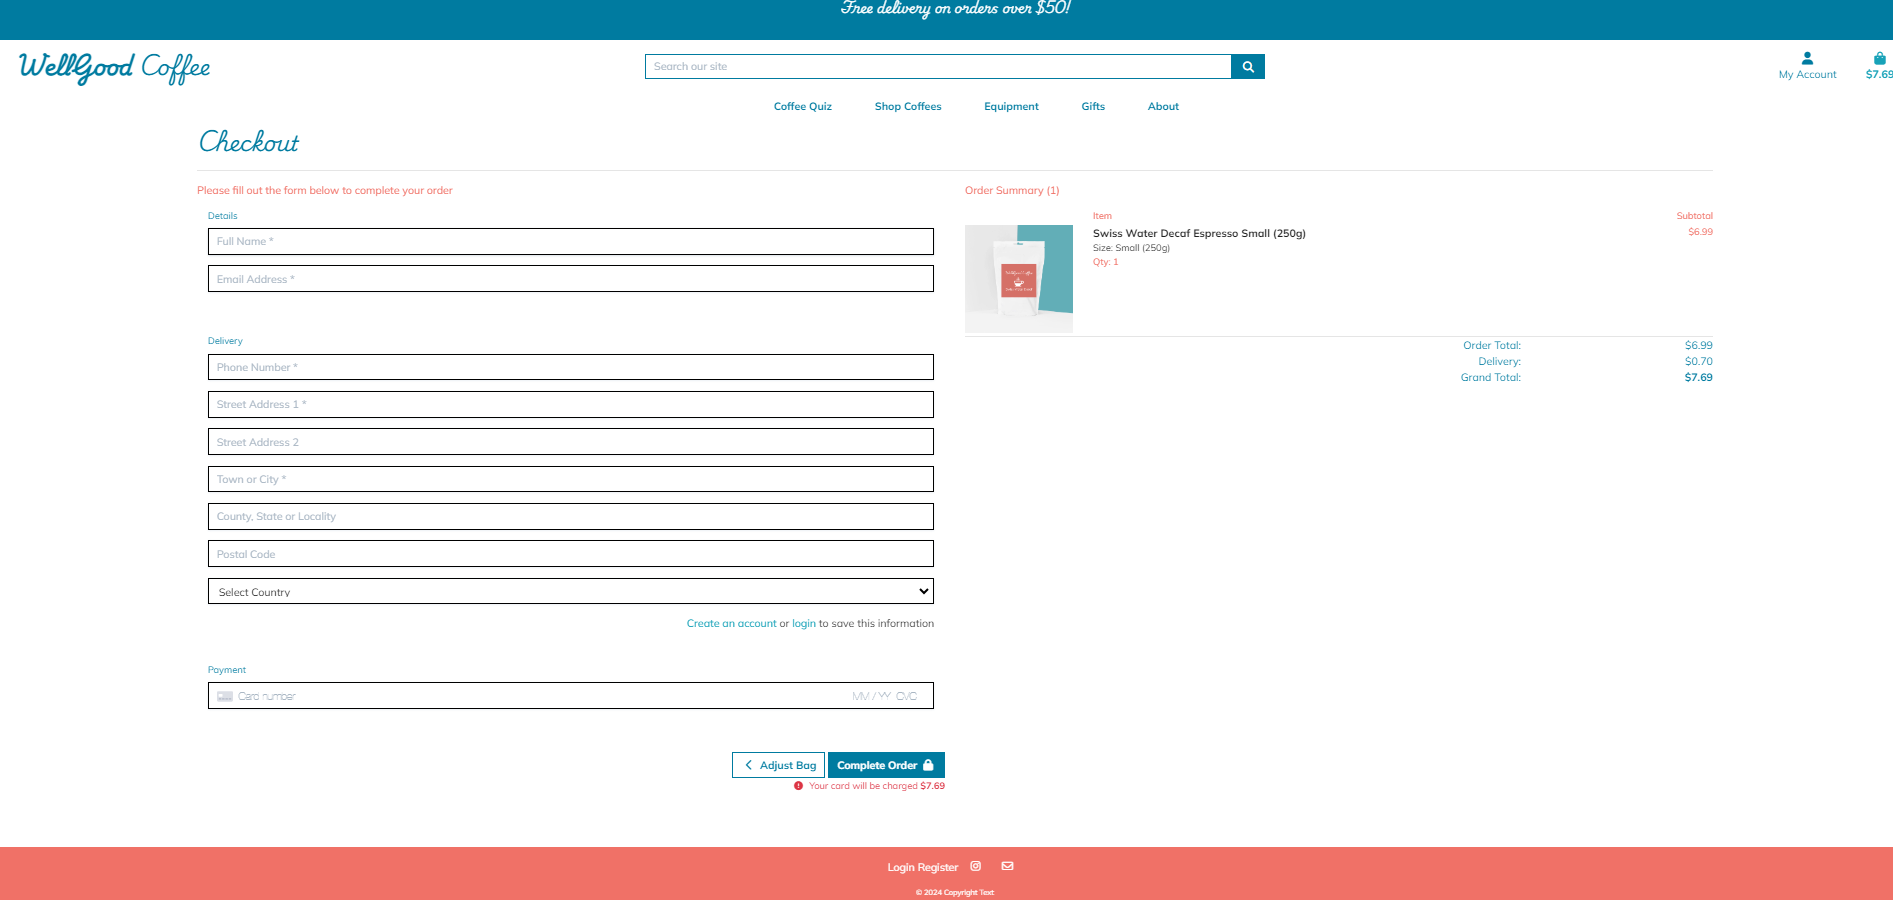 Free delivery on orders over $50!
WellGood Coffee
Search our site
My Account
$7.69
Coffee Quiz
Shop Coffees
Equipment
Gifts
About
Checkout
Please fill out the form below to complete your order
Details
Full Name *
Email Address *
Delivery
Phone Number *
Street Address 1 *
Street Address 2
Town or City *
County, State or Locality
Postal Code
Select Country
Create an account or login to save this information
Payment
Card number
MM / YY CVC
Adjust Bag
Complete Order
Your card will be charged $7.69
Order Summary (1)
Item
Subtotal
WellGood Coffee
Swiss Water Decaf Espresso Small (250g)
$6.99
Size: Small (250g)
Qty: 1
Order Total:
$6.99
Delivery:
$0.70
Grand Total:
$7.69
Login Register
© 2024 Copyright Text